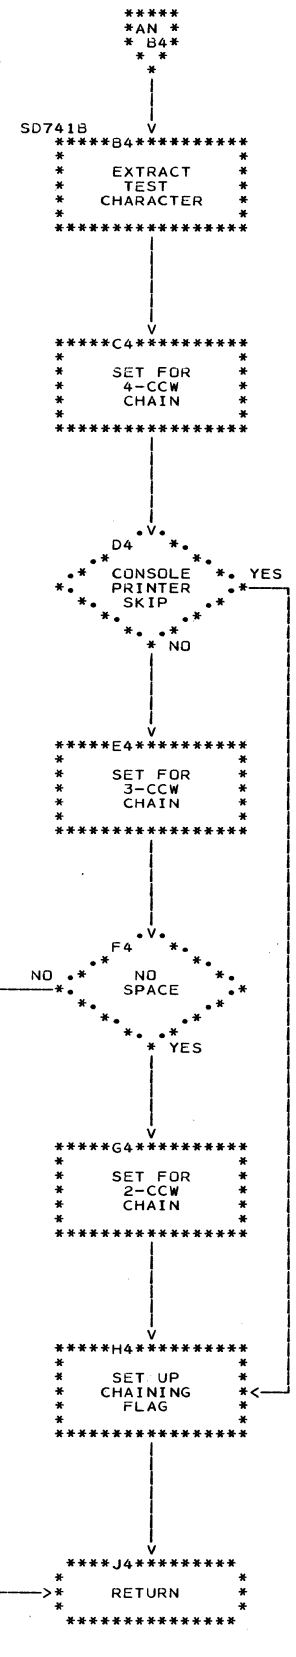 AN
B4
SD741B
B4
EXTRACT
TEST
CHARACTER
C4
SET FOR
4-CCW
CHAIN
D4
CONSOLE
PRINTER
SKIP
YES
NO
E4
SET FOR
3-CCW
CHAIN
F4
NO
SPACE
NO
YES
G4
SET FOR
2-CCW
CHAIN
H4
SET UP
CHAINING
FLAG
J4
RETURN